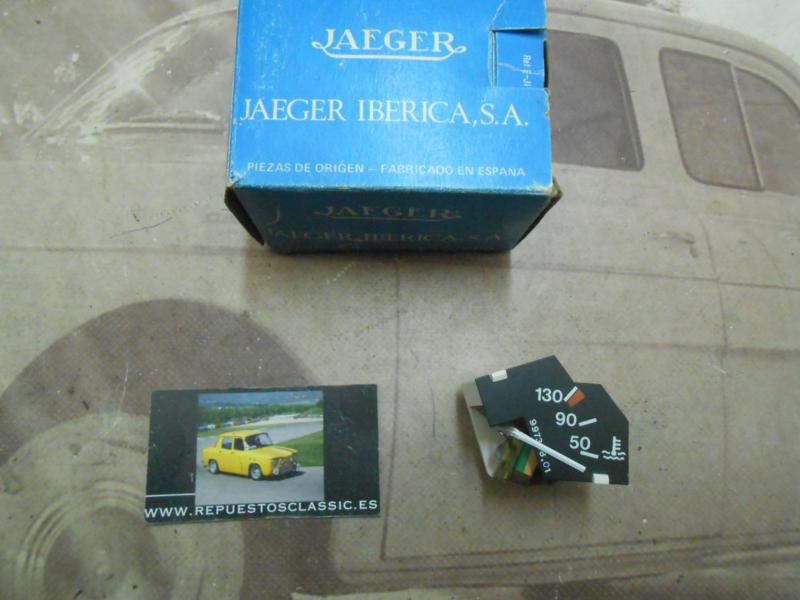 JAEGER
JAEGER IBERICA, S.A.
PIEZAS DE ORIGEN – FABRICADO EN ESPAÑA
JAEGER
JAEGER IBERICA, S.A.
WWW.REPUESTOSCLASSIC.ES
130
90
50